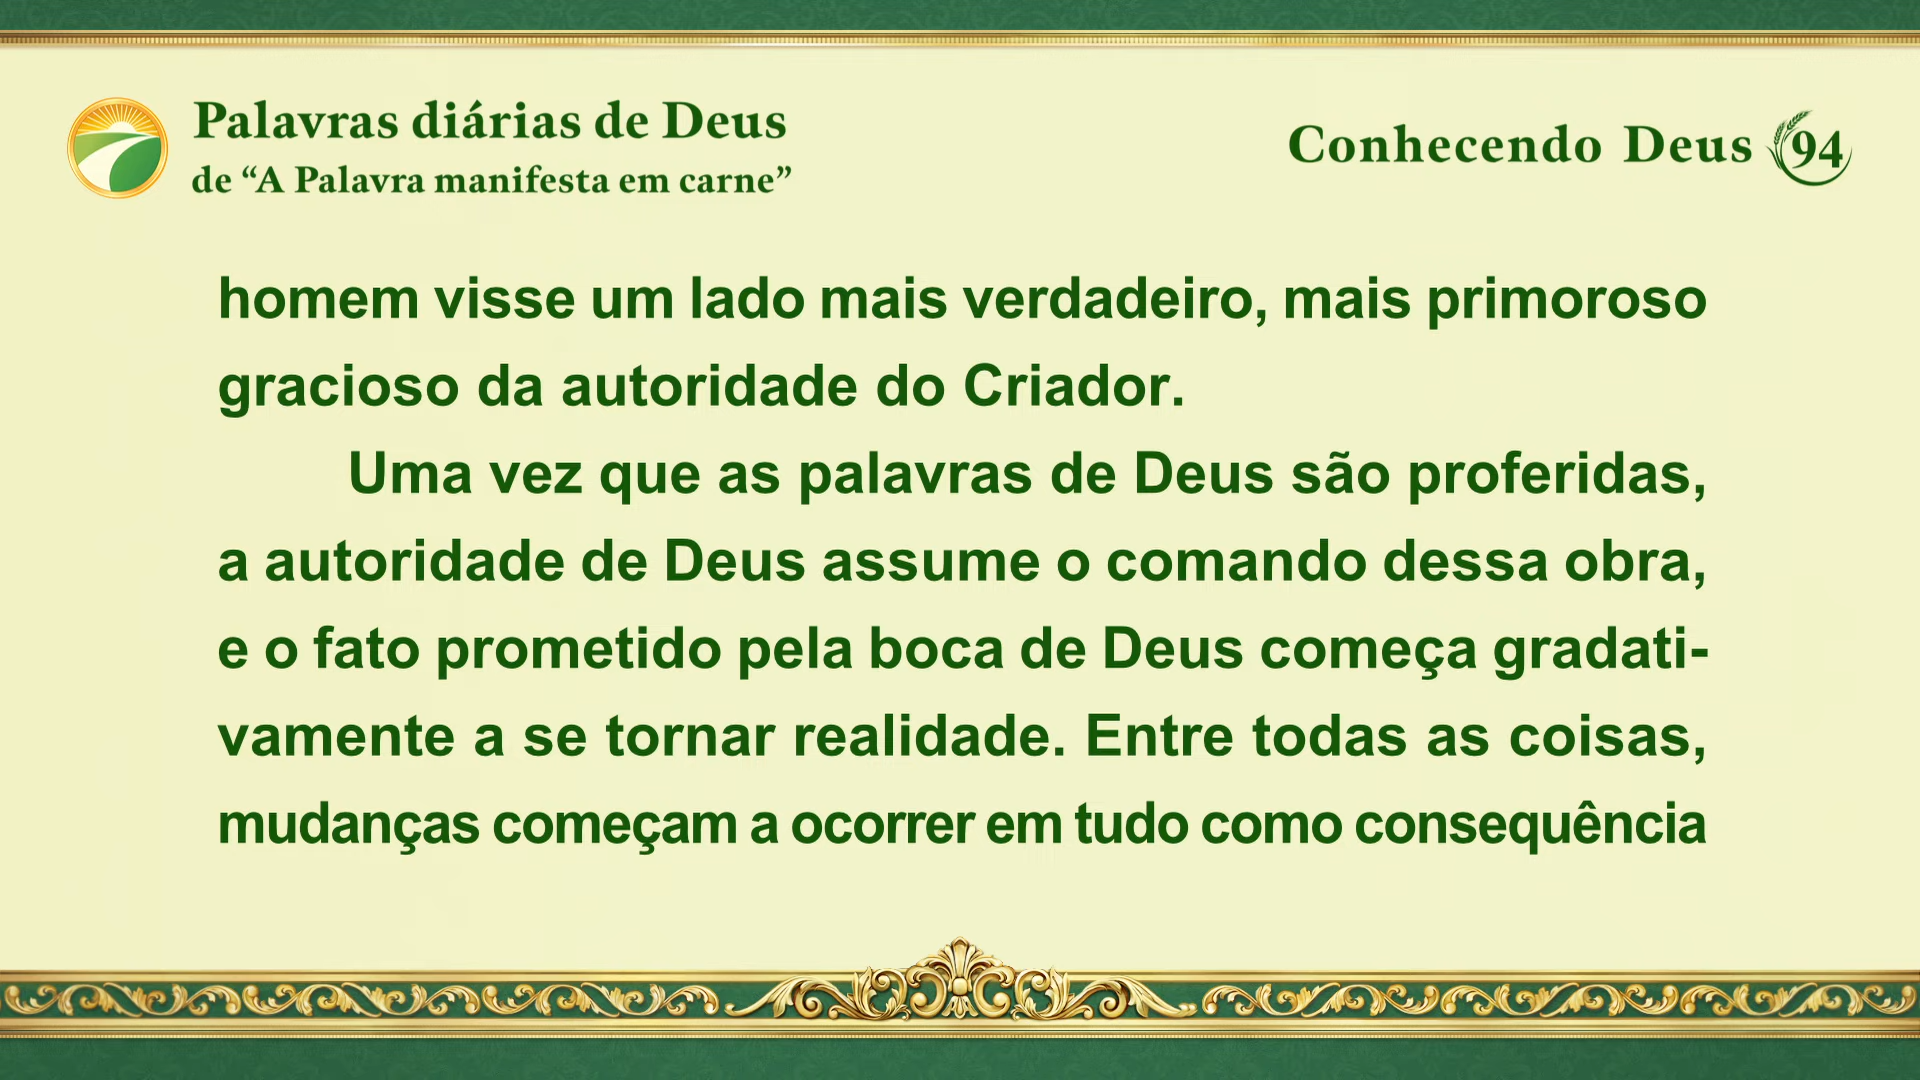 Palavras diárias de Deus
de “A Palavra manifesta em carne”
Conhecendo Deus 94
homem visse um lado mais verdadeiro, mais primoroso
gracioso da autoridade do Criador.
Uma vez que as palavras de Deus são proferidas,
a autoridade de Deus assume o comando dessa obra,
e o fato prometido pela boca de Deus começa gradati-
vamente a se tornar realidade. Entre todas as coisas,
mudanças começam a ocorrer em tudo como consequência